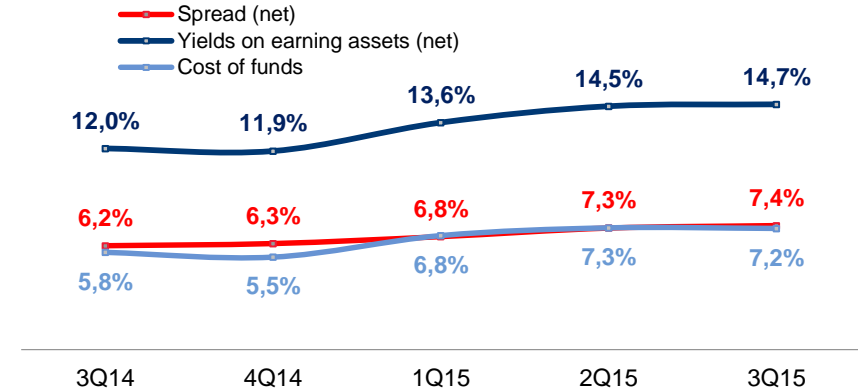 Spread (net)
Yields on earning assets (net)
Cost of funds
12,0% 11,9% 13,6% 14,5% 14,7%
6,2% 6,3% 6,8% 7,3% 7,4%
5,8% 5,5% 6,8% 7,3% 7,2%
3Q14 4Q14 1Q15 2Q15 3Q15